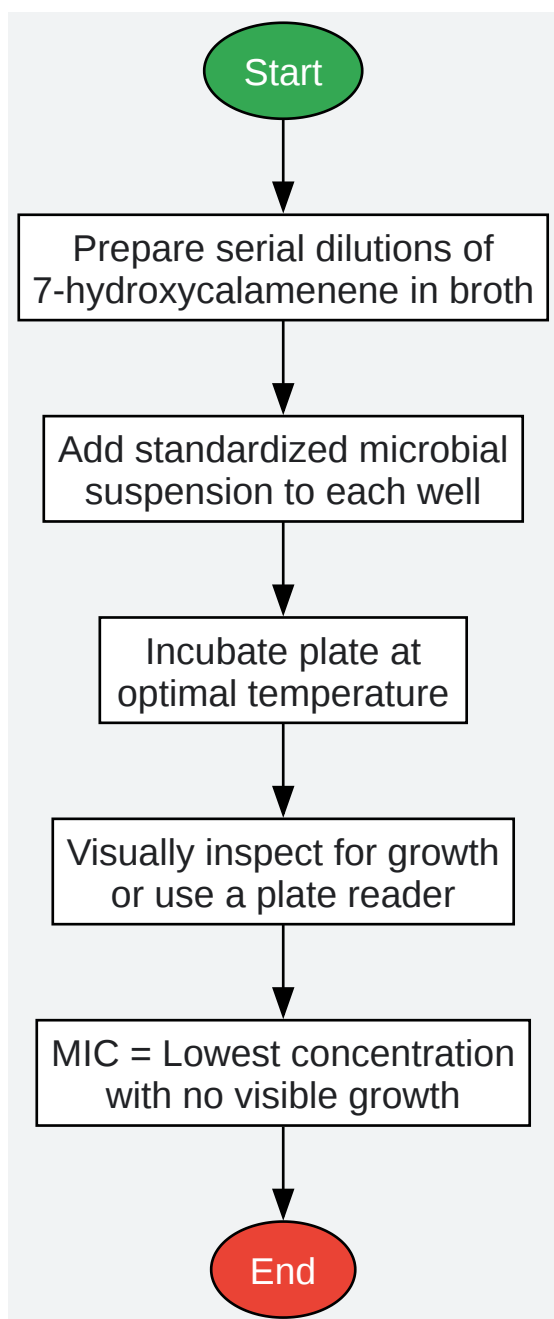 Start
Prepare serial dilutions of
7-hydroxycalamenene in broth
Add standardized microbial
suspension to each well
Incubate plate at
optimal temperature
Visually inspect for growth
or use a plate reader
MIC = Lowest concentration
with no visible growth
End